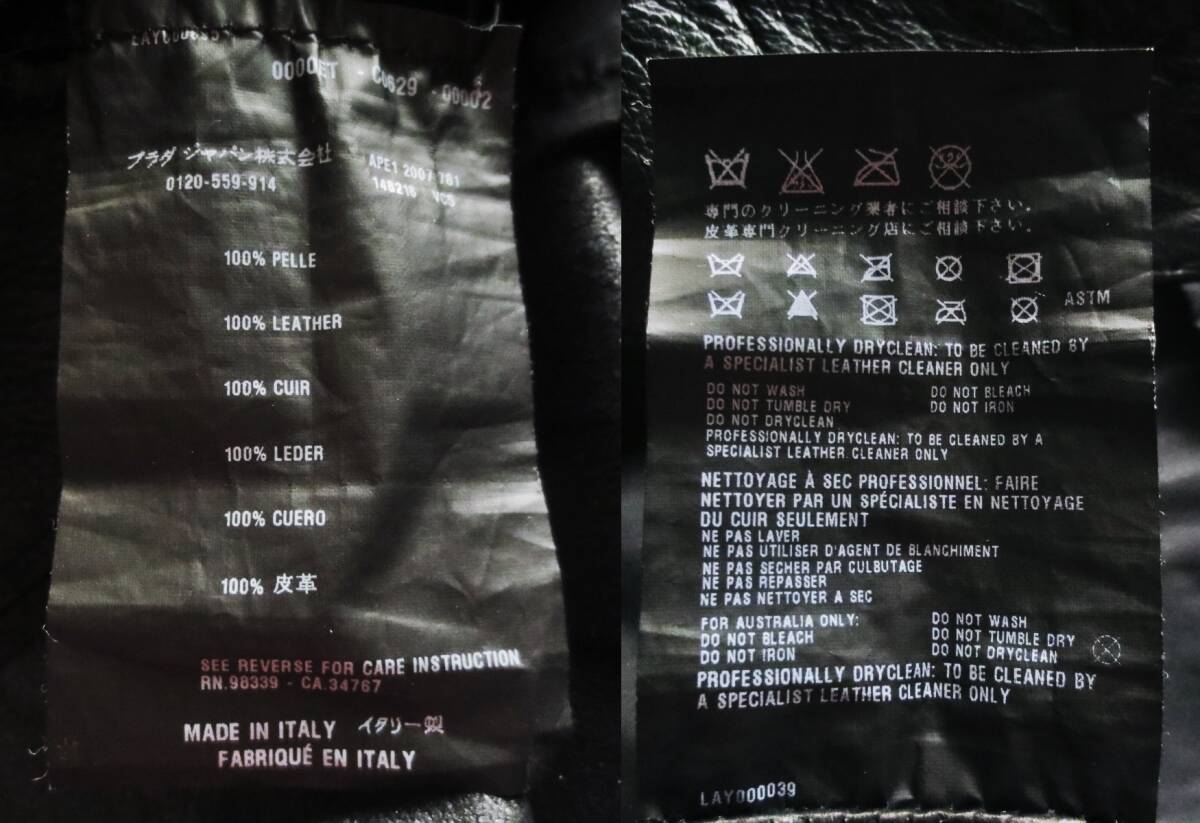 LAY000035
0000ET - C0629 - 00002
プラダ ジャパン株式会社
0120-559-914
APE1 2007 781
148216 VCS
100% PELLE
100% LEATHER
100% CUIR
100% LEDER
100% CUERO
100% 皮革
SEE REVERSE FOR CARE INSTRUCTION
RN.98339 - CA.34767
MADE IN ITALY イタリー製
FABRIQUÉ EN ITALY
専門のクリーニング業者にご相談下さい。
皮革専門クリーニング店にご相談下さい。
ASTM
PROFESSIONALLY DRYCLEAN: TO BE CLEANED BY
A SPECIALIST LEATHER CLEANER ONLY
DO NOT WASH DO NOT BLEACH
DO NOT TUMBLE DRY DO NOT IRON
DO NOT DRYCLEAN
PROFESSIONALLY DRYCLEAN: TO BE CLEANED BY A
SPECIALIST LEATHER CLEANER ONLY
NETTOYAGE À SEC PROFESSIONNEL: FAIRE
NETTOYER PAR UN SPÉCIALISTE EN NETTOYAGE
DU CUIR SEULEMENT
NE PAS LAVER
NE PAS UTILISER D'AGENT DE BLANCHIMENT
NE PAS SECHER PAR CULBUTAGE
NE PAS REPASSER
NE PAS NETTOYER A SEC
FOR AUSTRALIA ONLY: DO NOT WASH
DO NOT BLEACH DO NOT TUMBLE DRY
DO NOT IRON DO NOT DRYCLEAN
PROFESSIONALLY DRYCLEAN: TO BE CLEANED BY
A SPECIALIST LEATHER CLEANER ONLY
LAY000039